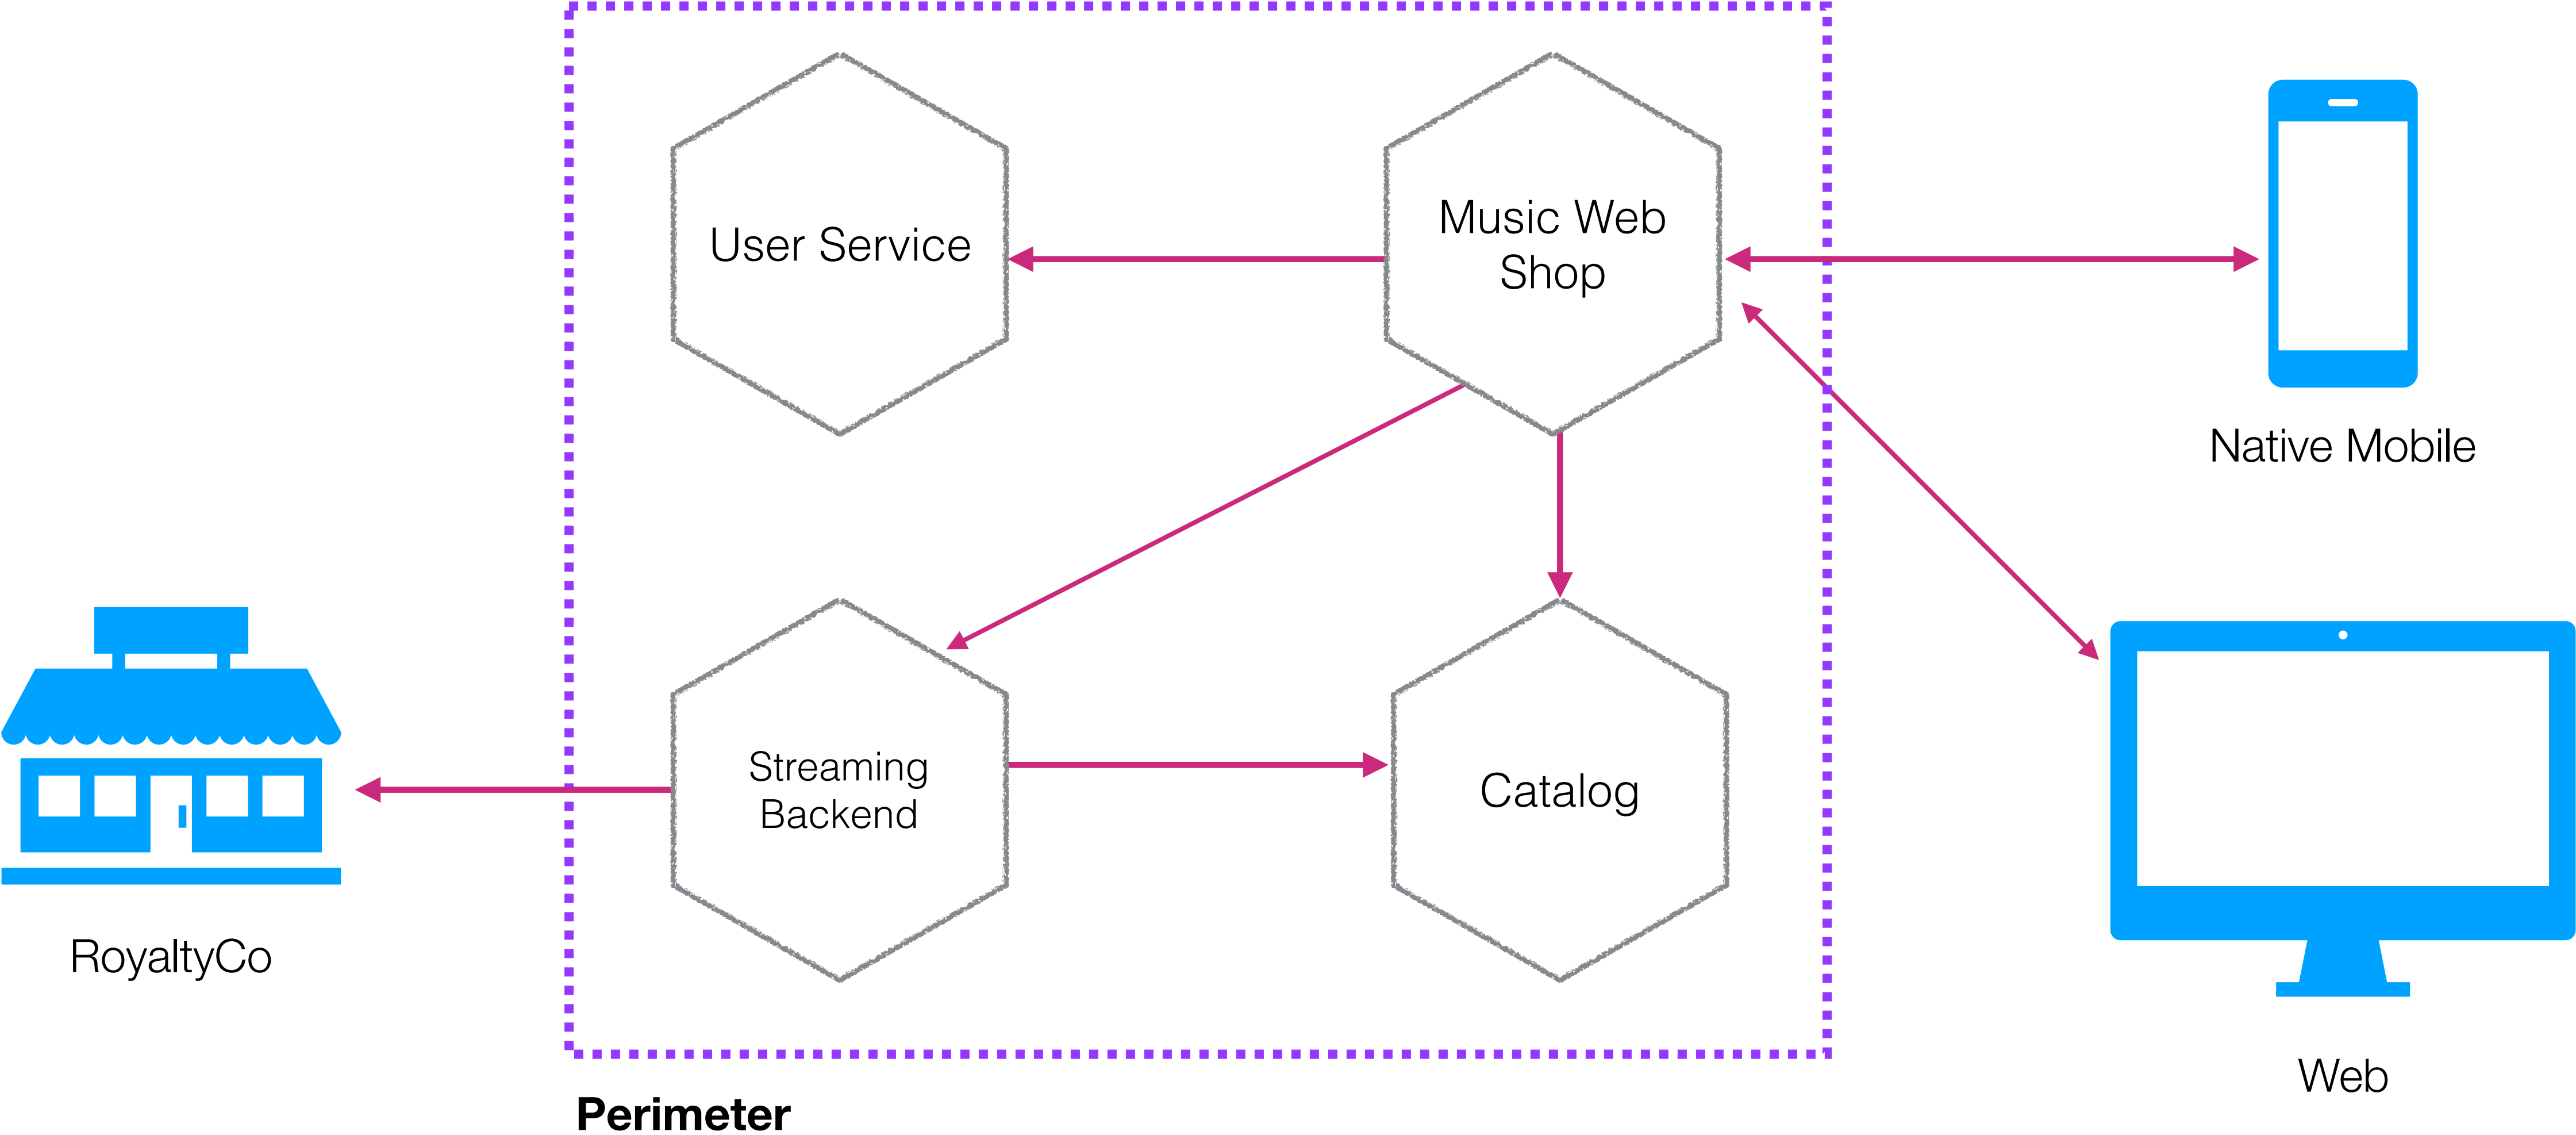 User Service
Music Web
Shop
Native Mobile
Streaming
Backend
Catalog
RoyaltyCo
Web
Perimeter